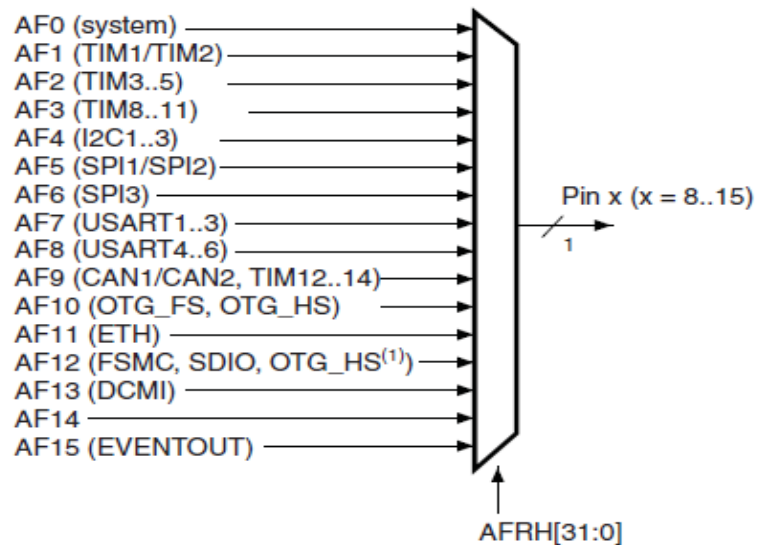 AF0 (system)
AF1 (TIM1/TIM2)
AF2 (TIM3..5)
AF3 (TIM8..11)
AF4 (I2C1..3)
AF5 (SPI1/SPI2)
AF6 (SPI3)
AF7 (USART1..3)
AF8 (USART4..6)
AF9 (CAN1/CAN2, TIM12..14)
AF10 (OTG_FS, OTG_HS)
AF11 (ETH)
AF12 (FSMC, SDIO, OTG_HS(1))
AF13 (DCMI)
AF14
AF15 (EVENTOUT)
Pin x (x = 8..15)
1
AFRH[31:0]